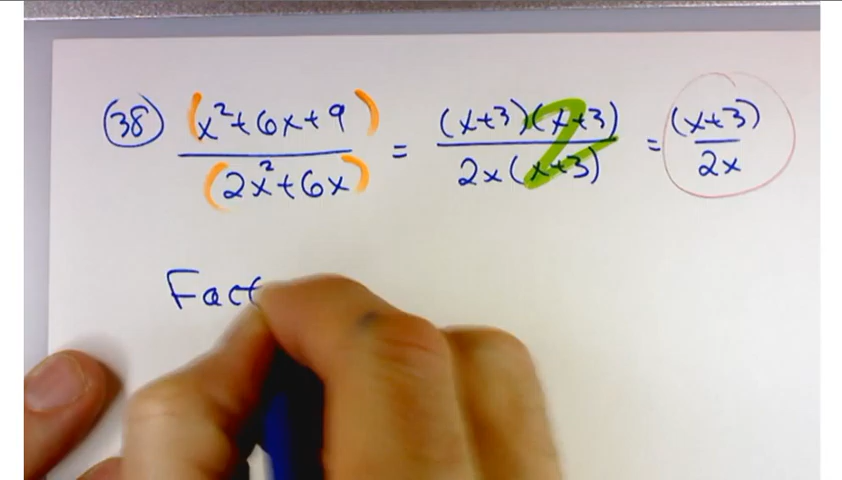 (38) (x²+6x+9) / (2x²+6x) = (x+3)(x+3) / 2x(x+3) = (x+3) / 2x
Fact